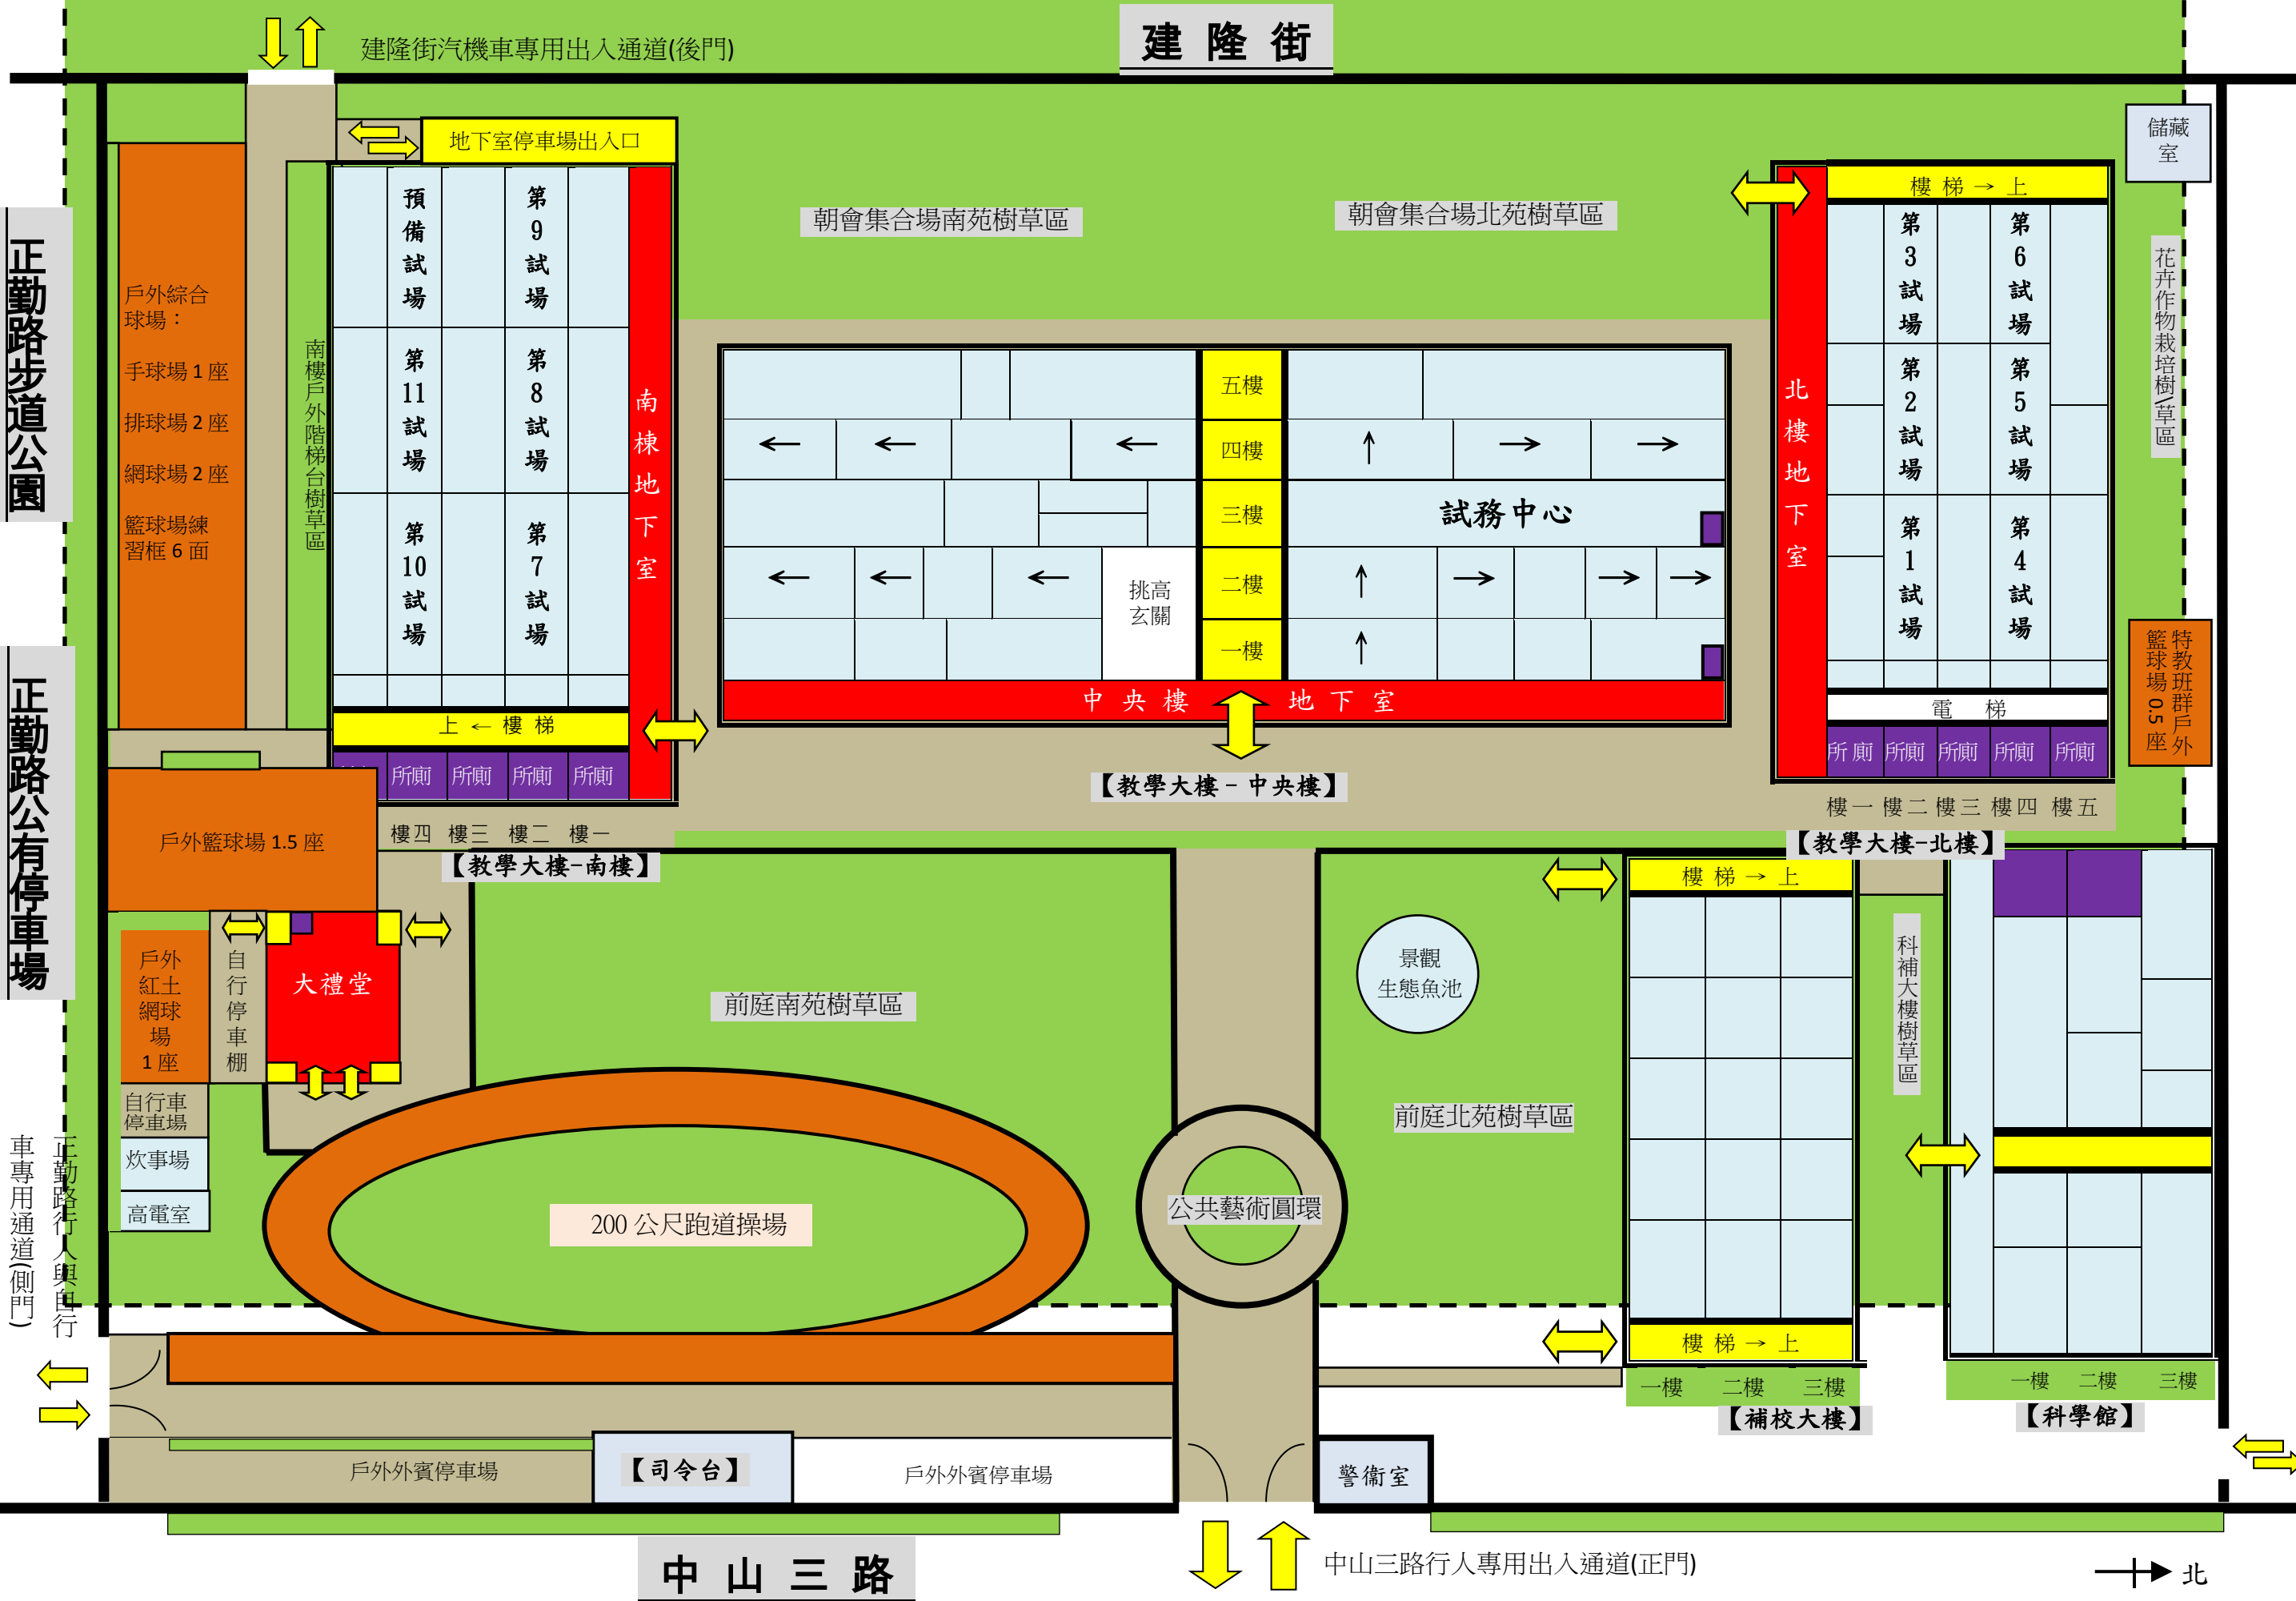 建隆街
建隆街汽機車專用出入通道(後門)
地下室停車場出入口
儲藏
室
正勤路步道公園
戶外綜合
球場：
手球場 1 座
排球場 2 座
網球場 2 座
籃球場練
習框 6 面
南樓戶外階梯台樹草區
預備試場
第9試場
第11試場
第8試場
第10試場
第7試場
南棟地下室
上←樓梯
所廁
所廁
所廁
所廁
樓四 樓三 樓二 樓一
【教學大樓-南樓】
朝會集合場南苑樹草區
朝會集合場北苑樹草區
五樓
四樓
三樓
試務中心
二樓
挑高
玄關
一樓
中央樓 地下室
【教學大樓－中央樓】
北樓地下室
樓梯→上
第3試場
第6試場
第2試場
第5試場
第1試場
第4試場
電 梯
所廁
所廁
所廁
所廁
所廁
樓一 樓二 樓三 樓四 樓五
【教學大樓-北樓】
花卉作物栽培樹\草區
特教班群戶外
籃球場 0.5 座
正勤路公有停車場
戶外籃球場 1.5 座
戶外
紅土
網球
場
1 座
自行停車棚
大禮堂
自行車
停車場
炊事場
高電室
正勤路行人與自行
車專用通道(側門)
前庭南苑樹草區
200 公尺跑道操場
公共藝術圓環
景觀
生態魚池
前庭北苑樹草區
樓梯→上
樓梯→上
一樓 二樓 三樓
【補校大樓】
科補大樓樹草區
一樓 二樓 三樓
【科學館】
戶外外賓停車場
【司令台】
戶外外賓停車場
警衛室
中山三路
中山三路行人專用出入通道(正門)
北